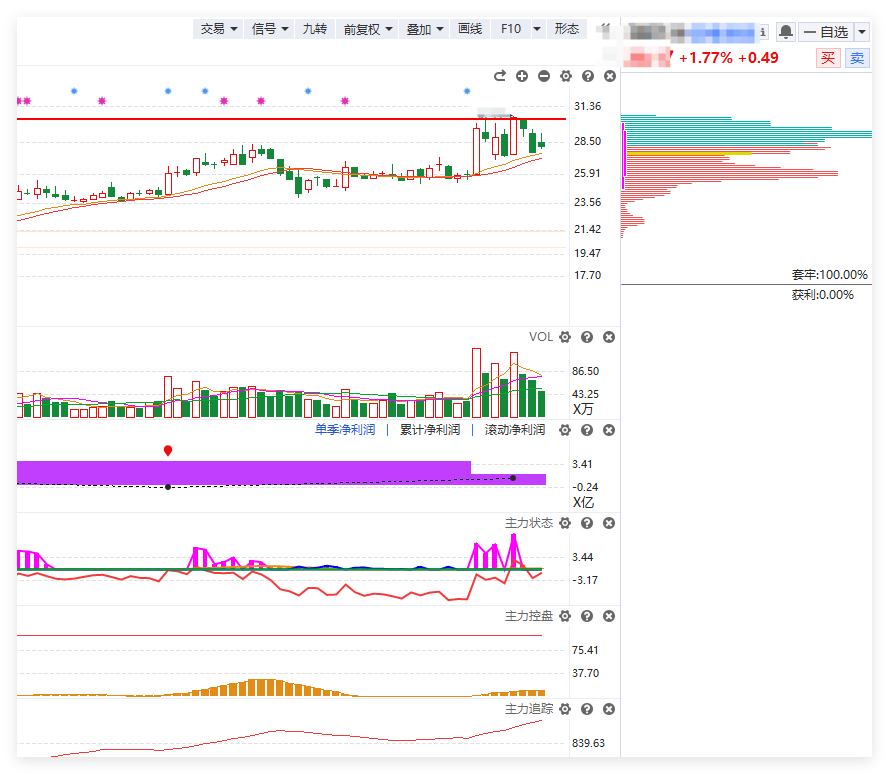 交易 信号 九转 前复权 叠加 画线 F10 形态
自选
+1.77% +0.49 买 卖
31.36
28.50
25.91
23.56
21.42
19.47
17.70
套牢:100.00%
获利:0.00%
VOL
86.50
43.25
X万
单季净利润 | 累计净利润 | 滚动净利润
3.41
-0.24
X亿
主力状态
3.44
-3.17
主力控盘
75.41
37.70
主力追踪
839.63